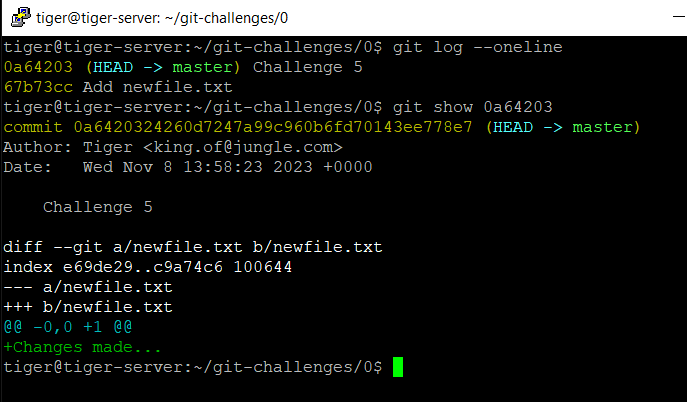 tiger@tiger-server: ~/git-challenges/0
tiger@tiger-server:~/git-challenges/0$ git log --oneline
0a64203 (HEAD -> master) Challenge 5
67b73cc Add newfile.txt
tiger@tiger-server:~/git-challenges/0$ git show 0a64203
commit 0a6420324260d7247a99c960b6fd70143ee778e7 (HEAD -> master)
Author: Tiger <king.of@jungle.com>
Date:   Wed Nov 8 13:58:23 2023 +0000
    Challenge 5
diff --git a/newfile.txt b/newfile.txt
index e69de29..c9a74c6 100644
--- a/newfile.txt
+++ b/newfile.txt
@@ -0,0 +1 @@
+Changes made...
tiger@tiger-server:~/git-challenges/0$